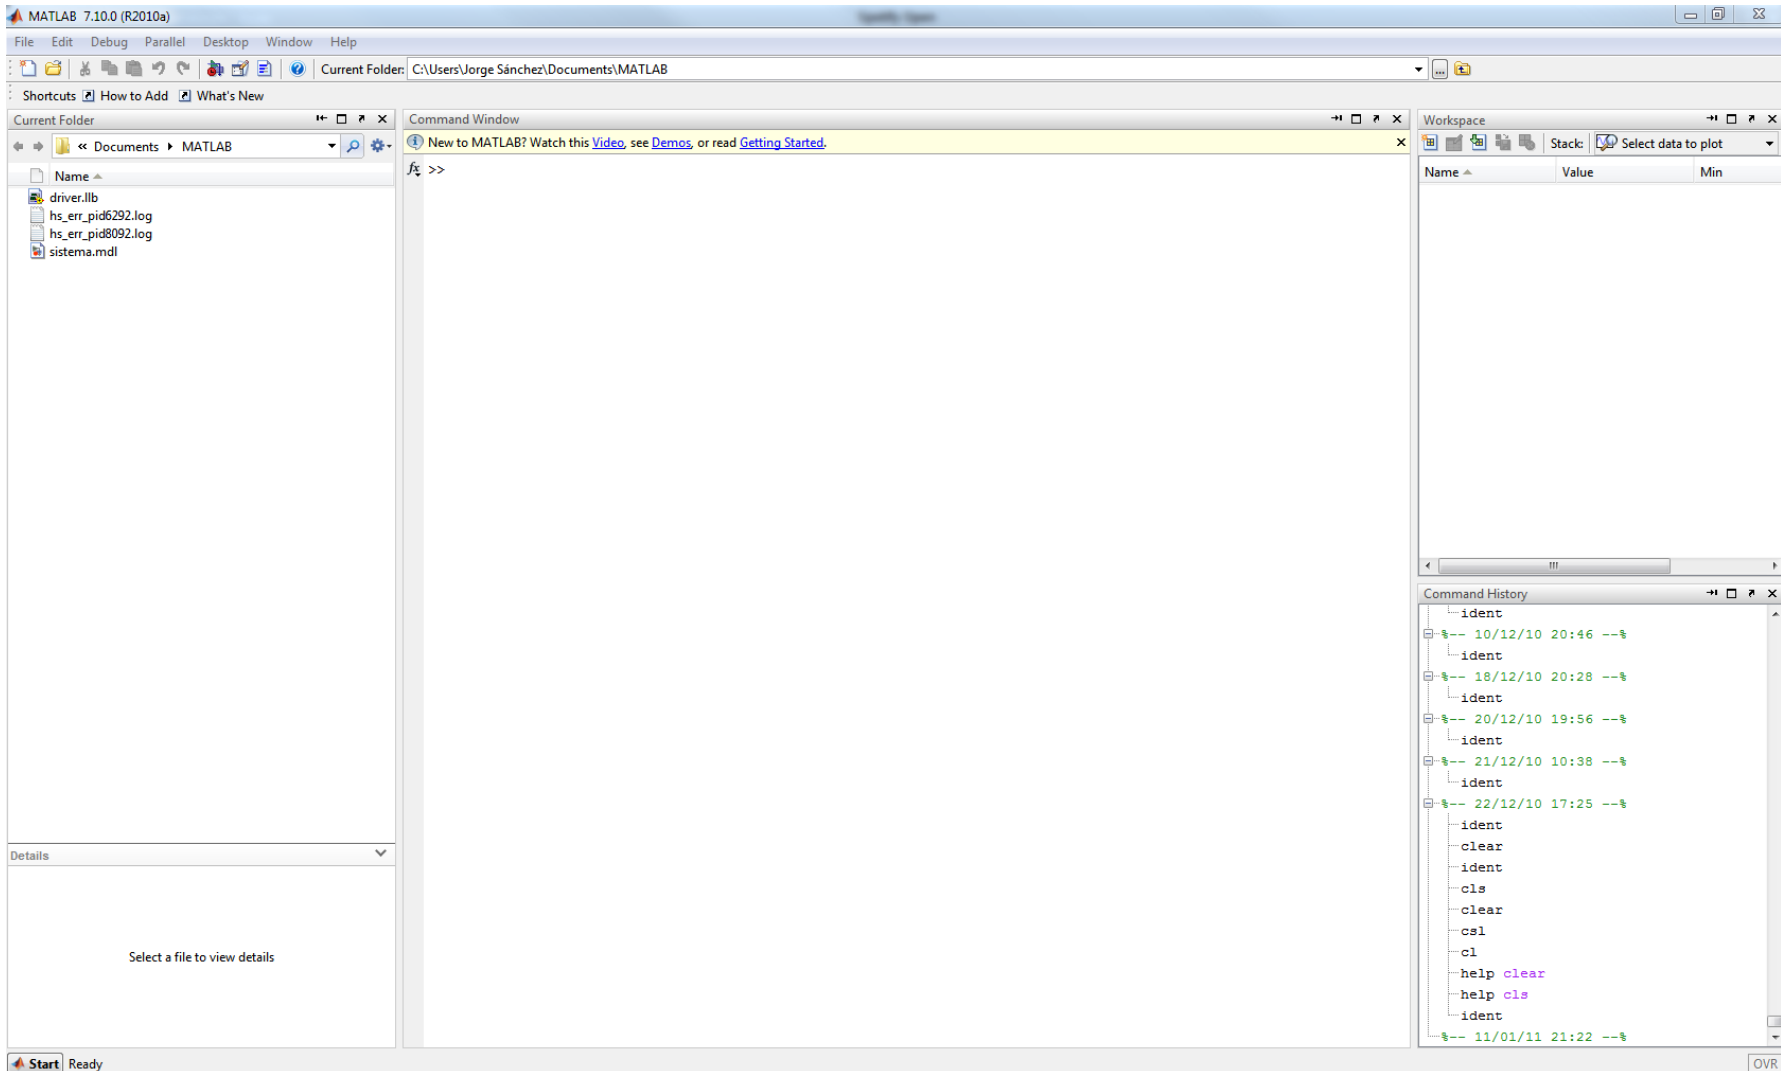 MATLAB 7.10.0 (R2010a)
File Edit Debug Parallel Desktop Window Help
Current Folder: C:\Users\Jorge Sánchez\Documents\MATLAB
Shortcuts How to Add What's New
Current Folder
« Documents MATLAB
Name
driver.llb
hs_err_pid6292.log
hs_err_pid8092.log
sistema.mdl
Details
Select a file to view details
Command Window
New to MATLAB? Watch this Video, see Demos, or read Getting Started.
fx >>
Workspace
Stack: Select data to plot
Name Value Min
Command History
ident
%-- 10/12/10 20:46 --%
ident
%-- 18/12/10 20:28 --%
ident
%-- 20/12/10 19:56 --%
ident
%-- 21/12/10 10:38 --%
ident
%-- 22/12/10 17:25 --%
ident
clear
ident
cls
clear
csl
cl
help clear
help cls
ident
%-- 11/01/11 21:22 --%
Start Ready
OVR